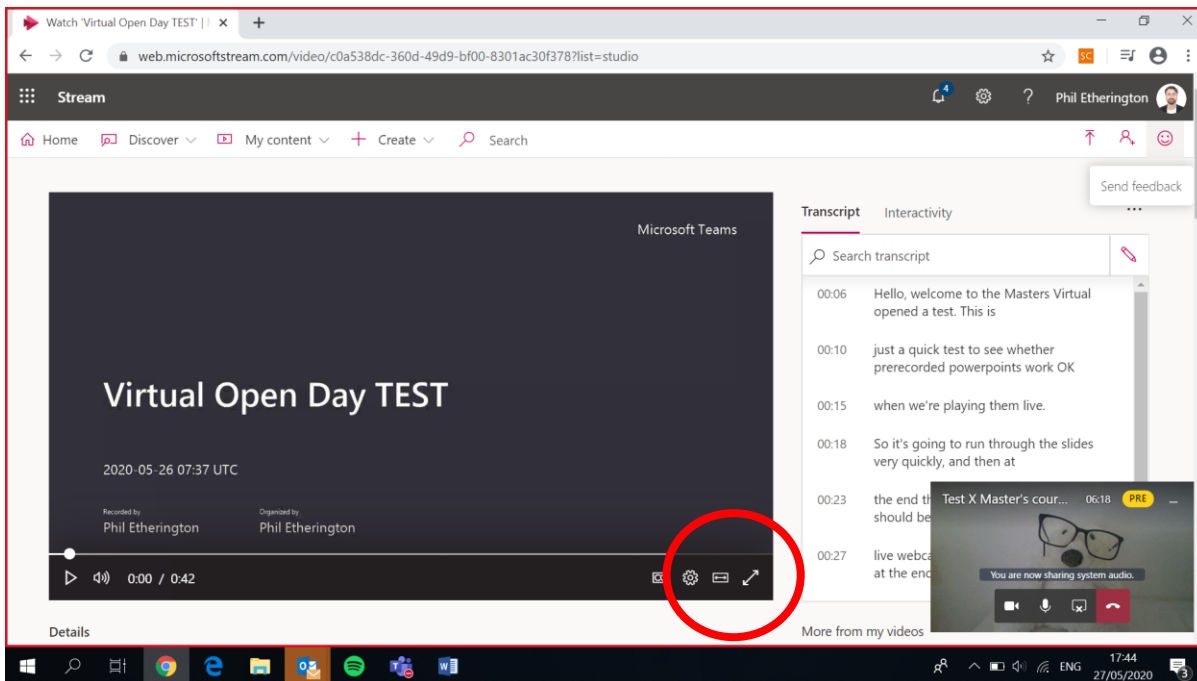 Watch 'Virtual Open Day TEST' |
web.microsoftstream.com/video/c0a538dc-360d-49d9-bf00-8301ac30f378?list=studio
SC
Stream
4
?
Phil Etherington
Home
Discover
My content
Create
Search
Send feedback
Microsoft Teams
Virtual Open Day TEST
2020-05-26 07:37 UTC
Recorded by
Phil Etherington
Organized by
Phil Etherington
0:00 / 0:42
Transcript
Interactivity
Search transcript
00:06
Hello, welcome to the Masters Virtual
opened a test. This is
00:10
just a quick test to see whether
prerecorded powerpoints work OK
00:15
when we're playing them live.
00:18
So it's going to run through the slides
very quickly, and then at
00:23
the end
should be
00:27
live
at the
Test X Master's cour...
06:18
PRE
You are now sharing system audio.
Details
More from my videos
ENG
17:44
27/05/2020
3